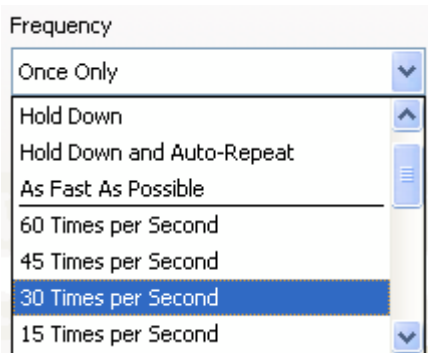 Frequency
Once Only
Hold Down
Hold Down and Auto-Repeat
As Fast As Possible
60 Times per Second
45 Times per Second
30 Times per Second
15 Times per Second